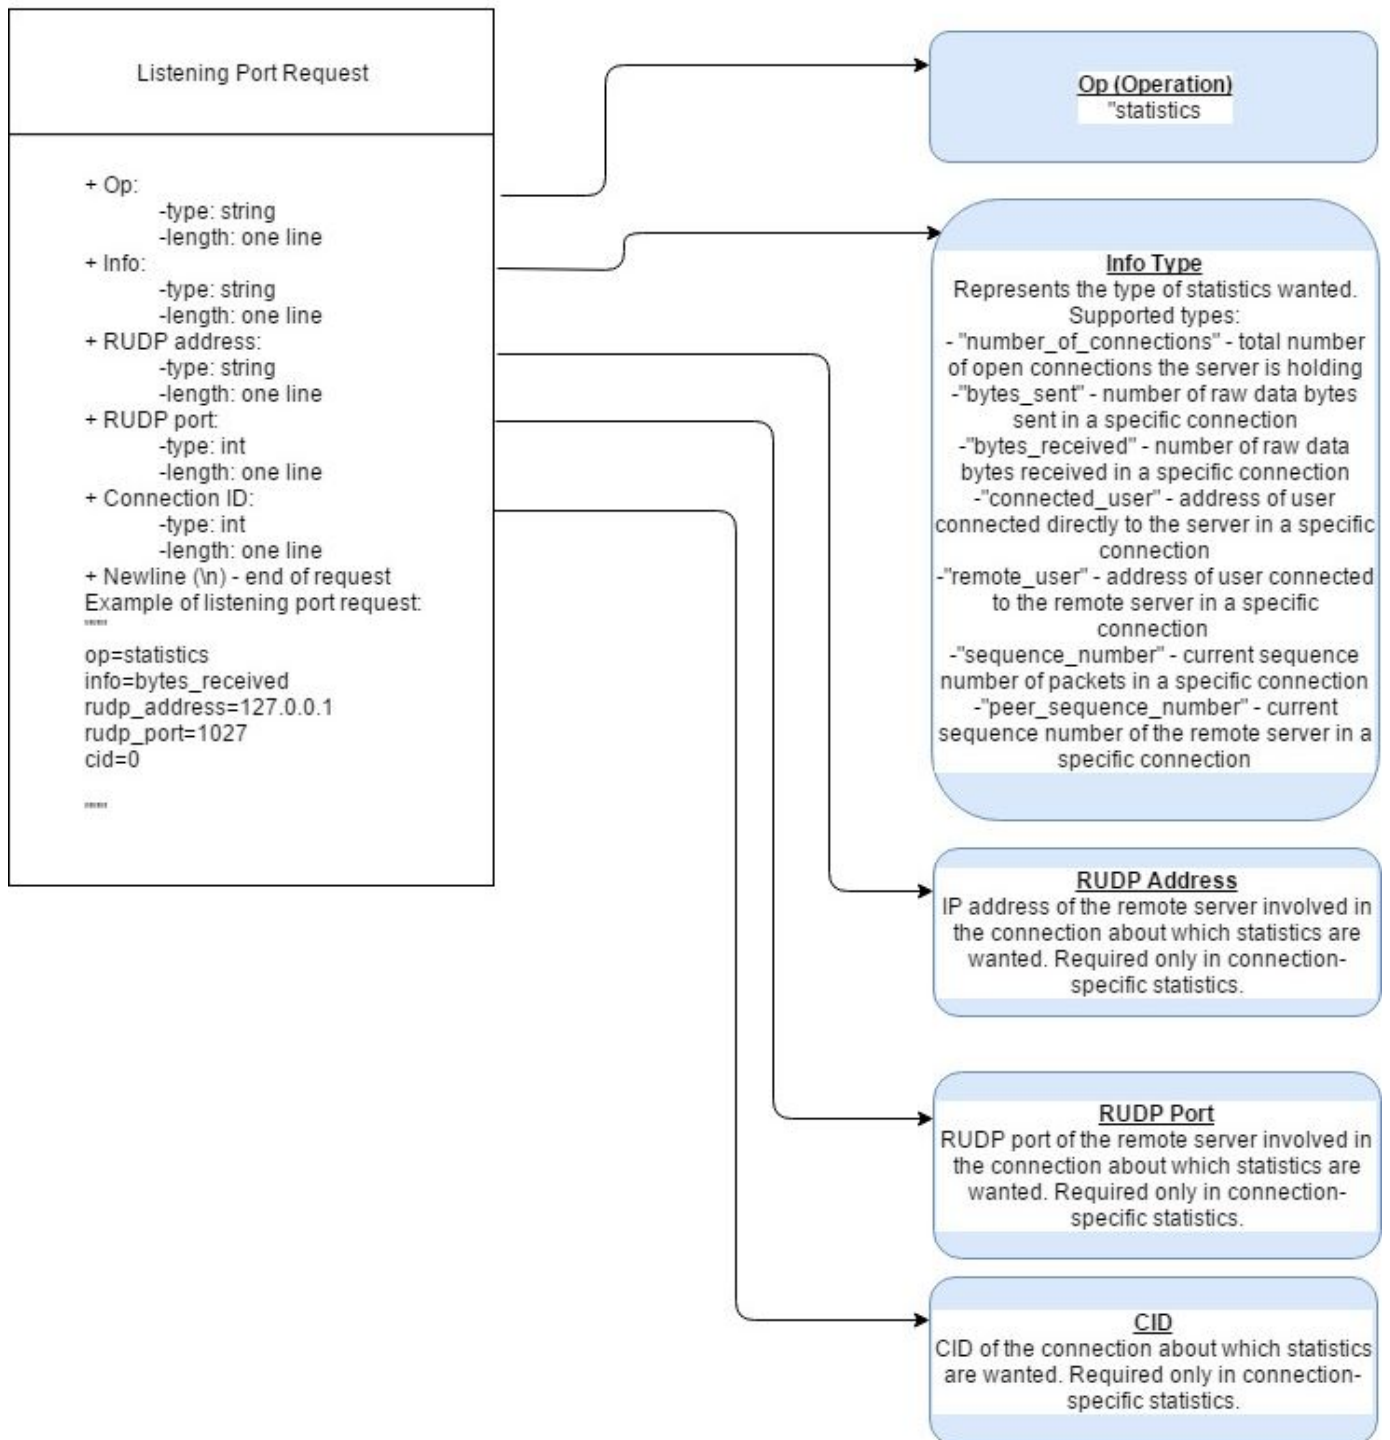 Listening Port Request
+ Op:
-type: string
-length: one line
+ Info:
-type: string
-length: one line
+ RUDP address:
-type: string
-length: one line
+ RUDP port:
-type: int
-length: one line
+ Connection ID:
-type: int
-length: one line
+ Newline (\n) - end of request
Example of listening port request:
"""
op=statistics
info=bytes_received
rudp_address=127.0.0.1
rudp_port=1027
cid=0
"""
Op (Operation)
"statistics
Info Type
Represents the type of statistics wanted.
Supported types:
- "number_of_connections" - total number
of open connections the server is holding
-"bytes_sent" - number of raw data bytes
sent in a specific connection
-"bytes_received" - number of raw data
bytes received in a specific connection
-"connected_user" - address of user
connected directly to the server in a specific
connection
-"remote_user" - address of user connected
to the remote server in a specific
connection
-"sequence_number" - current sequence
number of packets in a specific connection
-"peer_sequence_number" - current
sequence number of the remote server in a
specific connection
RUDP Address
IP address of the remote server involved in
the connection about which statistics are
wanted. Required only in connection-
specific statistics.
RUDP Port
RUDP port of the remote server involved in
the connection about which statistics are
wanted. Required only in connection-
specific statistics.
CID
CID of the connection about which statistics
are wanted. Required only in connection-
specific statistics.